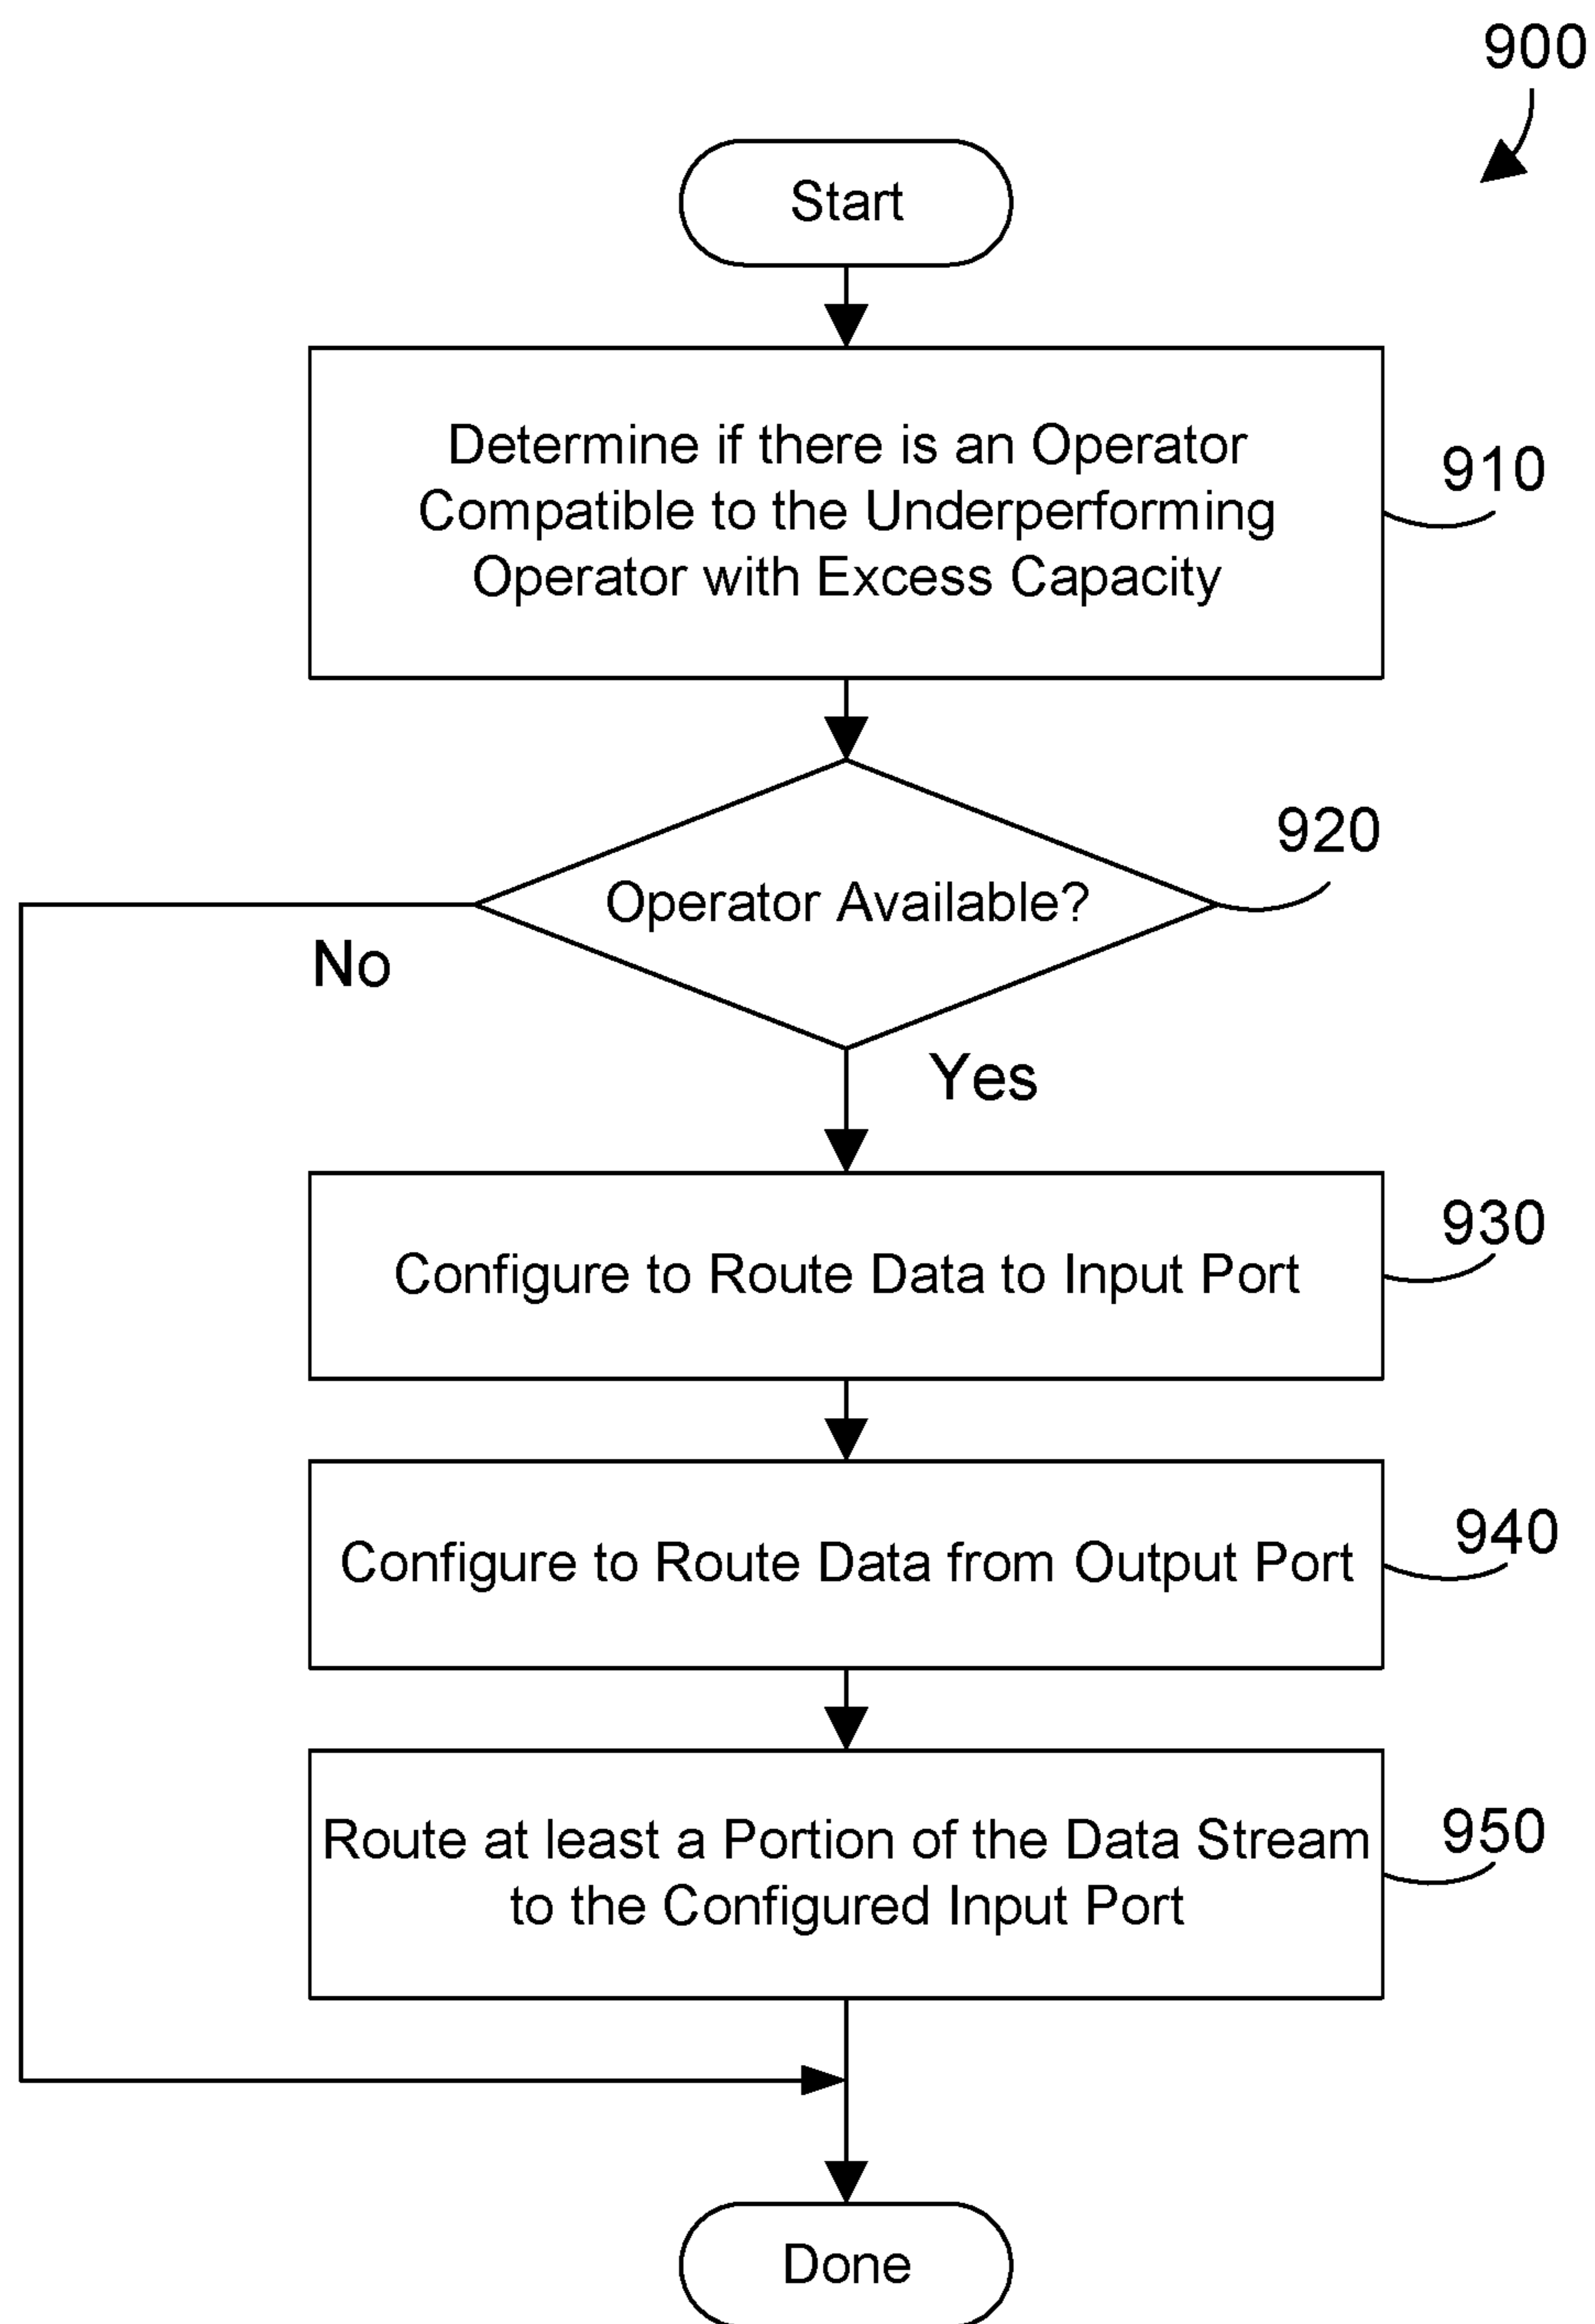 900
Start
Determine if there is an Operator
Compatible to the Underperforming
Operator with Excess Capacity
910
Operator Available?
920
No
Yes
Configure to Route Data to Input Port
930
Configure to Route Data from Output Port
940
Route at least a Portion of the Data Stream
to the Configured Input Port
950
Done